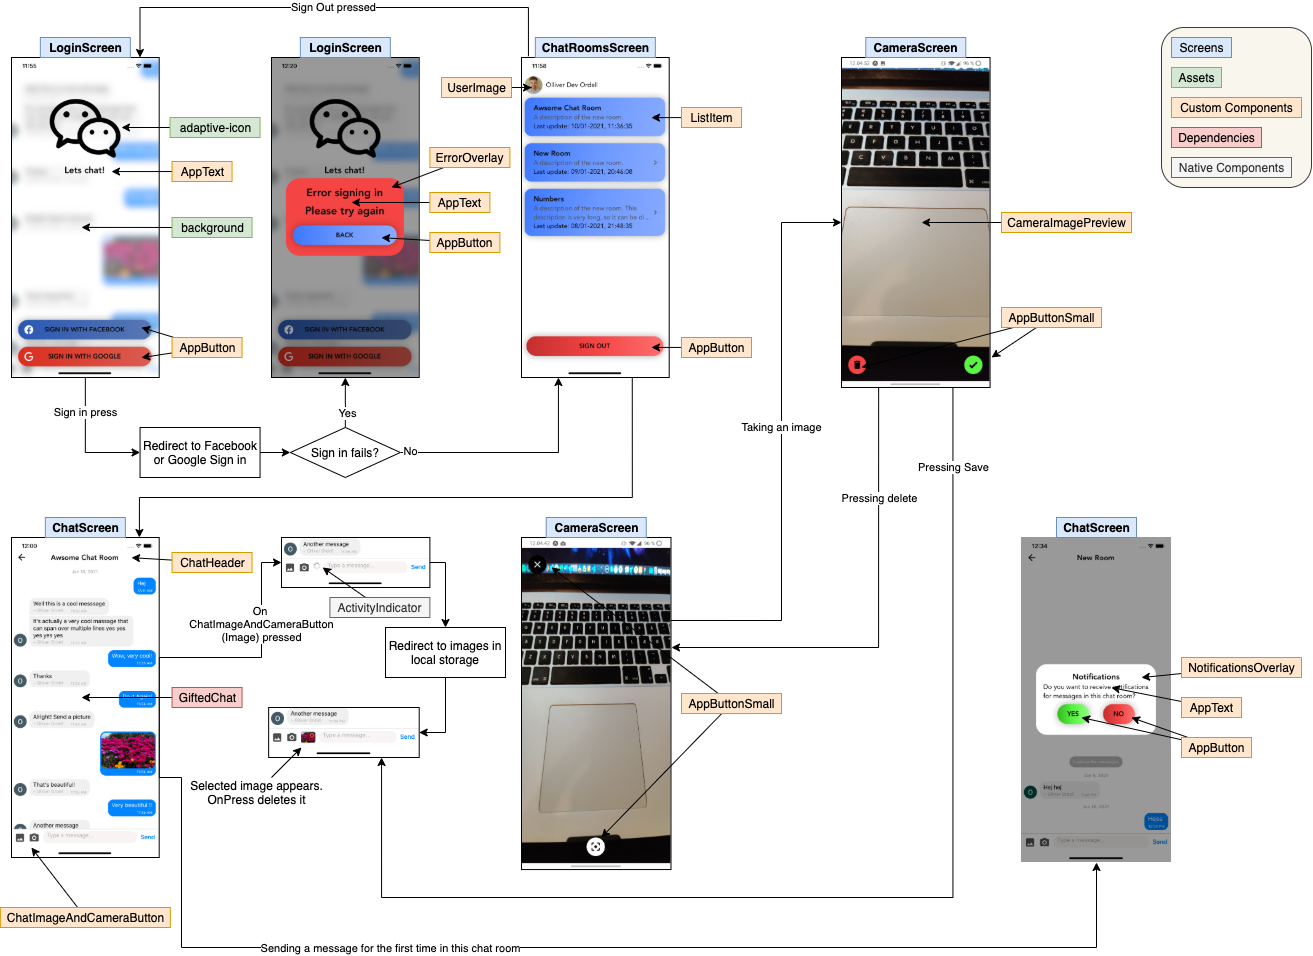 Sign Out pressed
LoginScreen
11:55
Lets chat!
SIGN IN WITH FACEBOOK
SIGN IN WITH GOOGLE
adaptive-icon
AppText
background
AppButton
LoginScreen
12:20
Lets chat!
Error signing in
Please try again
BACK
SIGN IN WITH FACEBOOK
SIGN IN WITH GOOGLE
ErrorOverlay
AppText
AppButton
ChatRoomsScreen
11:58
UserImage
Olliver Dev Ordell
Awsome Chat Room
A description of the new room.
Last update: 10/01-2021, 11:36:35
New Room
A description of the new room.
Last update: 09/01-2021, 20:46:08
Numbers
A description of the new room. This
description is very long, so it can be di...
Last update: 08/01-2021, 21:48:35
SIGN OUT
ListItem
AppButton
CameraScreen
12.04.52
96 %
CameraImagePreview
AppButtonSmall
Screens
Assets
Custom Components
Dependencies
Native Components
Sign in press
Redirect to Facebook
or Google Sign in
Sign in fails?
Yes
No
Taking an image
Pressing delete
Pressing Save
ChatScreen
12:00
Awsome Chat Room
Jan 10, 2021
Hej
Well this is a cool messsage
It's actually a very cool massage that
can span over multiple lines yes yes
yes yes yes
Wow, very cool!
Thanks
Alright! Send a picture
That's beautiful!
Very beautiful !!
Another message
Type a message...
Send
ChatHeader
GiftedChat
ChatImageAndCameraButton
On
ChatImageAndCameraButton
(Image) pressed
Another message
Type a message...
Send
ActivityIndicator
Redirect to images in
local storage
Another message
Type a message...
Send
Selected image appears.
OnPress deletes it
CameraScreen
12.04.42
96 %
AppButtonSmall
ChatScreen
12:34
New Room
Notifications
Do you want to receive notifications
for messages in this chat room?
YES
NO
Hej hej
Type a message...
Send
NotificationsOverlay
AppText
AppButton
Sending a message for the first time in this chat room